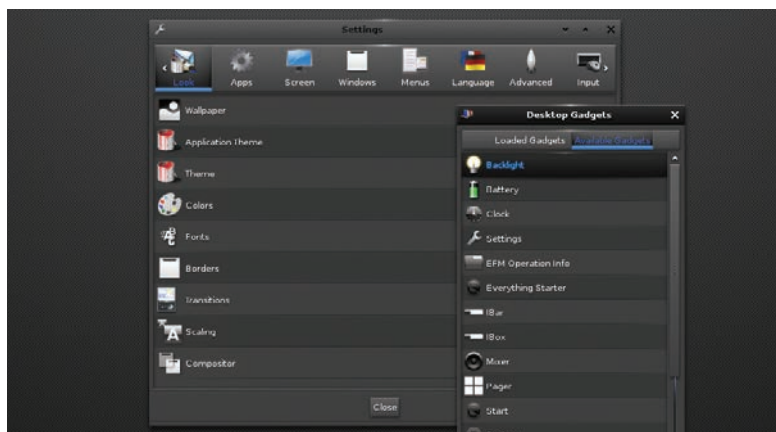 Settings
Look Apps Screen Windows Menus Language Advanced Input
Wallpaper
Application Theme
Theme
Colors
Fonts
Borders
Transitions
Scaling
Compositor
Close
Desktop Gadgets
Loaded Gadgets Available Gadgets
Backlight
Battery
Clock
Settings
EFM Operation Info
Everything Starter
IBar
IBox
Mixer
Pager
Start